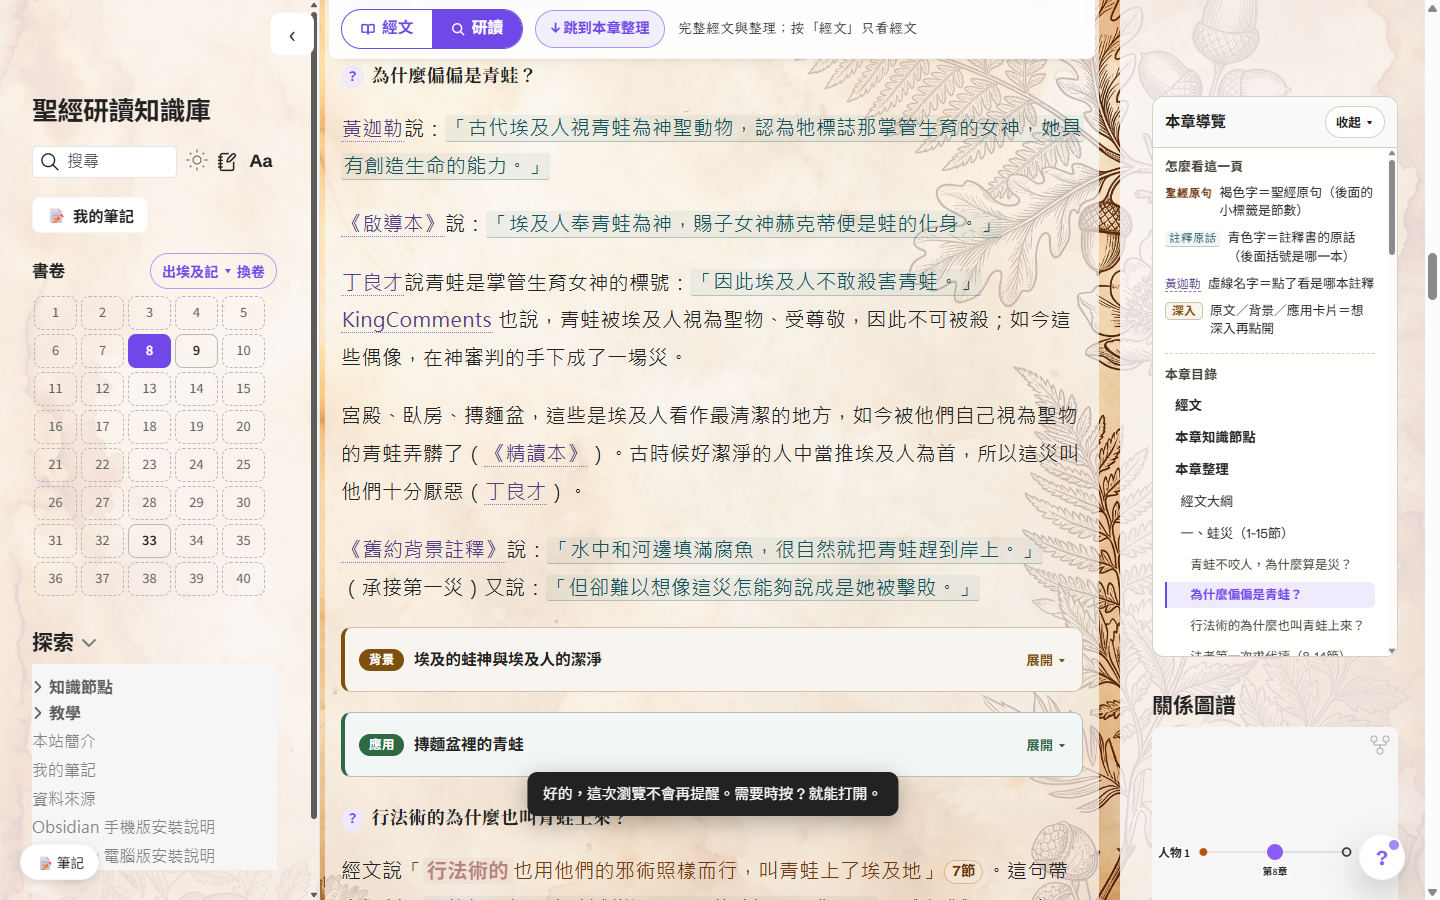 聖經研讀知識庫
搜尋
Aa
我的筆記
書卷
出埃及記 換卷
1 2 3 4 5
6 7 8 9 10
11 12 13 14 15
16 17 18 19 20
21 22 23 24 25
26 27 28 29 30
31 32 33 34 35
36 37 38 39 40
探索
知識節點
教學
本站簡介
我的筆記
資料來源
Obsidian 手機版安裝說明
電腦版安裝說明
筆記
經文
研讀
↓跳到本章整理
完整經文與整理；按「經文」只看經文
? 為什麼偏偏是青蛙？
黃迦勒說：「古代埃及人視青蛙為神聖動物，認為牠標誌那掌管生育的女神，她具
有創造生命的能力。」
《啟導本》說：「埃及人奉青蛙為神，賜子女神赫克蒂便是蛙的化身。」
丁良才說青蛙是掌管生育女神的標號：「因此埃及人不敢殺害青蛙。」
KingComments 也說，青蛙被埃及人視為聖物、受尊敬，因此不可被殺；如今這
些偶像，在神審判的手下成了一場災。
宮殿、臥房、摶麵盆，這些是埃及人看作最清潔的地方，如今被他們自己視為聖物
的青蛙弄髒了（《精讀本》）。古時候好潔淨的人中當推埃及人為首，所以這災叫
他們十分厭惡（丁良才）。
《舊約背景註釋》說：「水中和河邊填滿腐魚，很自然就把青蛙趕到岸上。」
（承接第一災）又說：「但卻難以想像這災怎能夠說成是她被擊敗。」
背景 埃及的蛙神與埃及人的潔淨 展開
應用 摶麵盆裡的青蛙 展開
好的，這次瀏覽不會再提醒。需要時按？就能打開。
? 行法術的為什麼也叫青蛙上來？
經文說「行法術的也用他們的邪術照樣而行，叫青蛙上了埃及地」 7節 。這句帶
本章導覽
收起
怎麼看這一頁
聖經原句 褐色字＝聖經原句（後面的
小標籤是節數）
註釋原話 青色字＝註釋書的原話
（後面括號是哪一本）
黃迦勒 虛線名字＝點了看是哪本註釋
深入 原文／背景／應用卡片＝想
深入再點開
本章目錄
經文
本章知識節點
本章整理
經文大綱
一、蛙災（1-15節）
青蛙不咬人，為什麼算是災？
為什麼偏偏是青蛙？
行法術的為什麼也叫青蛙上來？
關係圖譜
人物 1
第8章
?